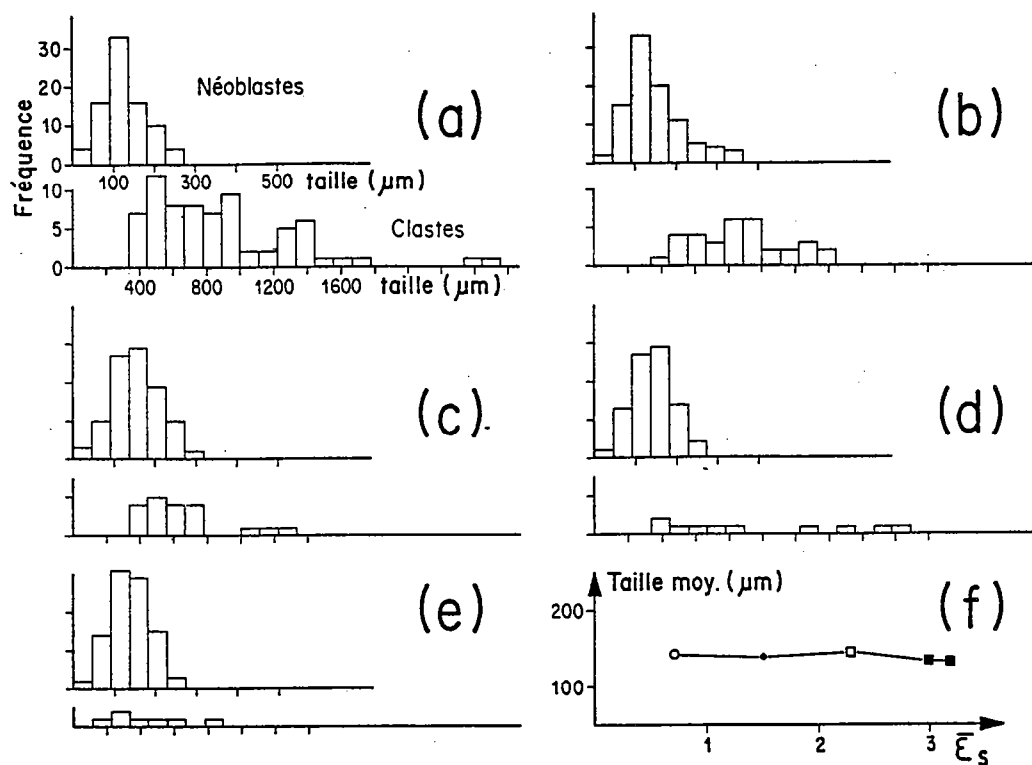 Fréquence
30
20
10
0
Néoblastes
(a)
100 300 500 taille (μm)
10
5
0
Clastes
400 800 1200 1600 taille (μm)
(b)
(c)
(d)
(e)
Taille moy. (μm)
(f)
200
100
1 2 3 ε̄s